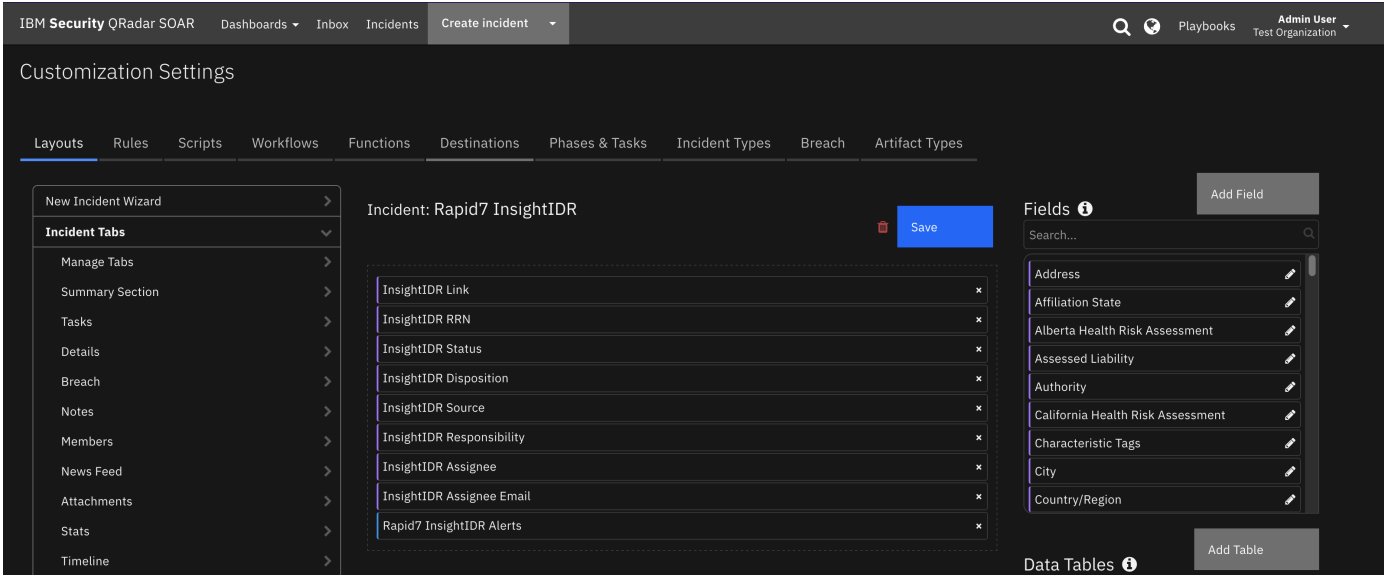 IBM Security QRadar SOAR Dashboards Inbox Incidents Create incident Playbooks Admin User
Test Organization
Customization Settings
Layouts Rules Scripts Workflows Functions Destinations Phases & Tasks Incident Types Breach Artifact Types
New Incident Wizard
Incident Tabs
Manage Tabs
Summary Section
Tasks
Details
Breach
Notes
Members
News Feed
Attachments
Stats
Timeline
Incident: Rapid7 InsightIDR
Save
InsightIDR Link
InsightIDR RRN
InsightIDR Status
InsightIDR Disposition
InsightIDR Source
InsightIDR Responsibility
InsightIDR Assignee
InsightIDR Assignee Email
Rapid7 InsightIDR Alerts
Add Field
Fields
Search...
Address
Affiliation State
Alberta Health Risk Assessment
Assessed Liability
Authority
California Health Risk Assessment
Characteristic Tags
City
Country/Region
Add Table
Data Tables